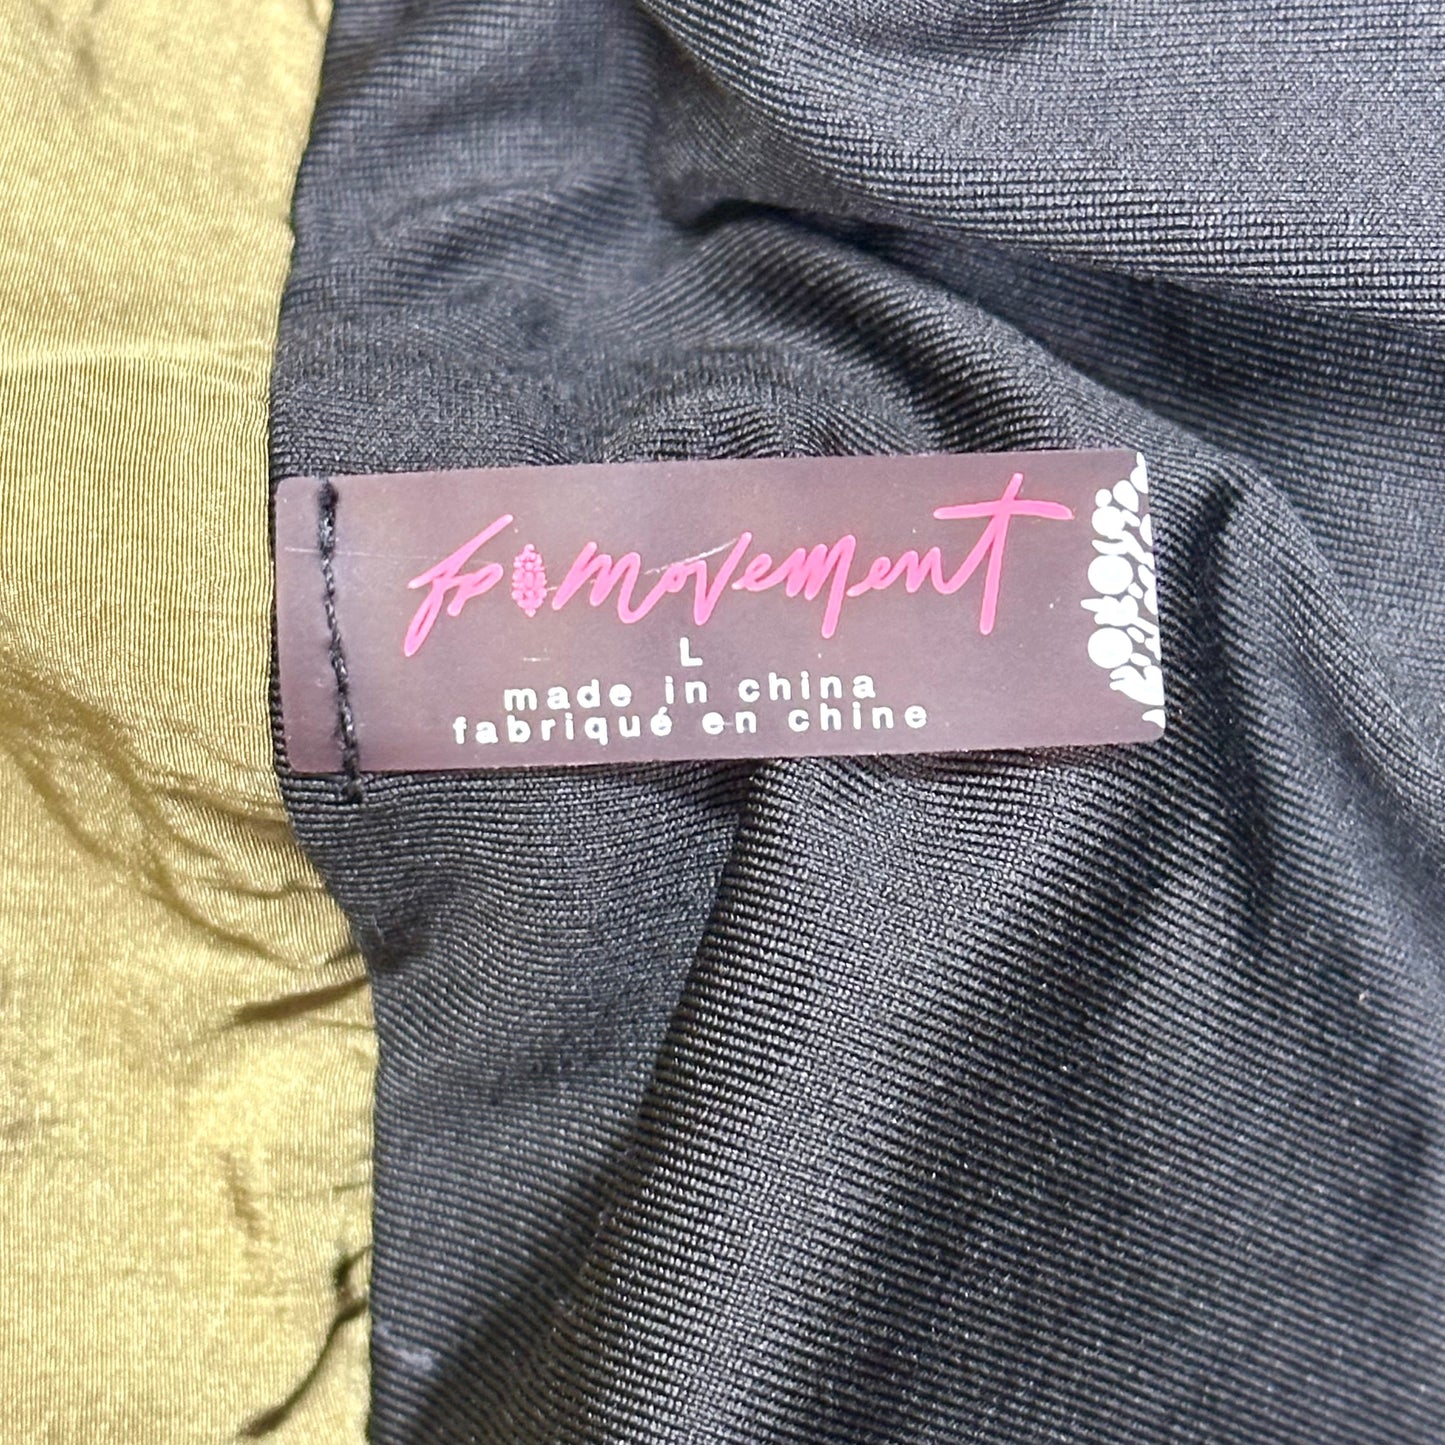 fp movement
L
made in china
fabriqué en chine